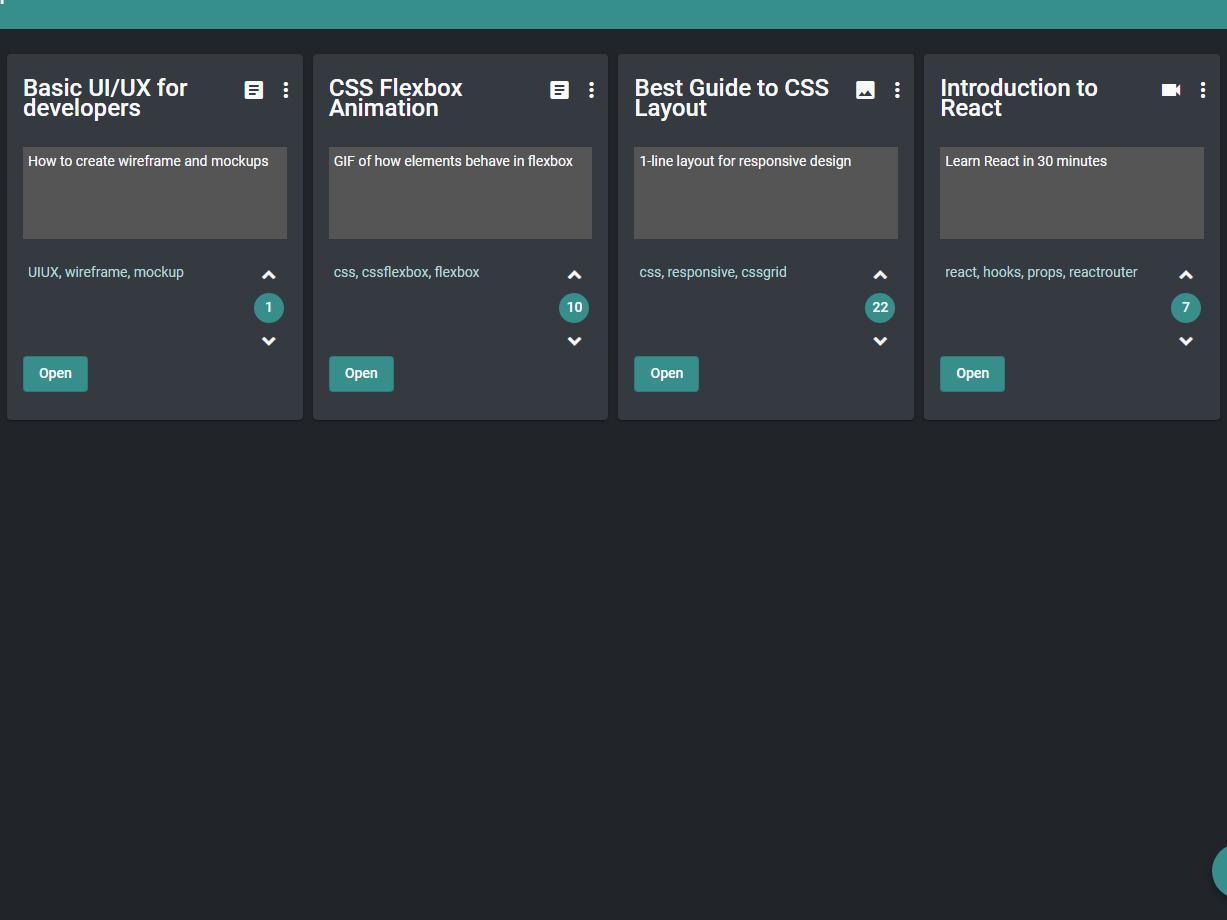 Basic UI/UX for
developers
How to create wireframe and mockups
UIUX, wireframe, mockup
1
Open
CSS Flexbox
Animation
GIF of how elements behave in flexbox
css, cssflexbox, flexbox
10
Open
Best Guide to CSS
Layout
1-line layout for responsive design
css, responsive, cssgrid
22
Open
Introduction to
React
Learn React in 30 minutes
react, hooks, props, reactrouter
7
Open